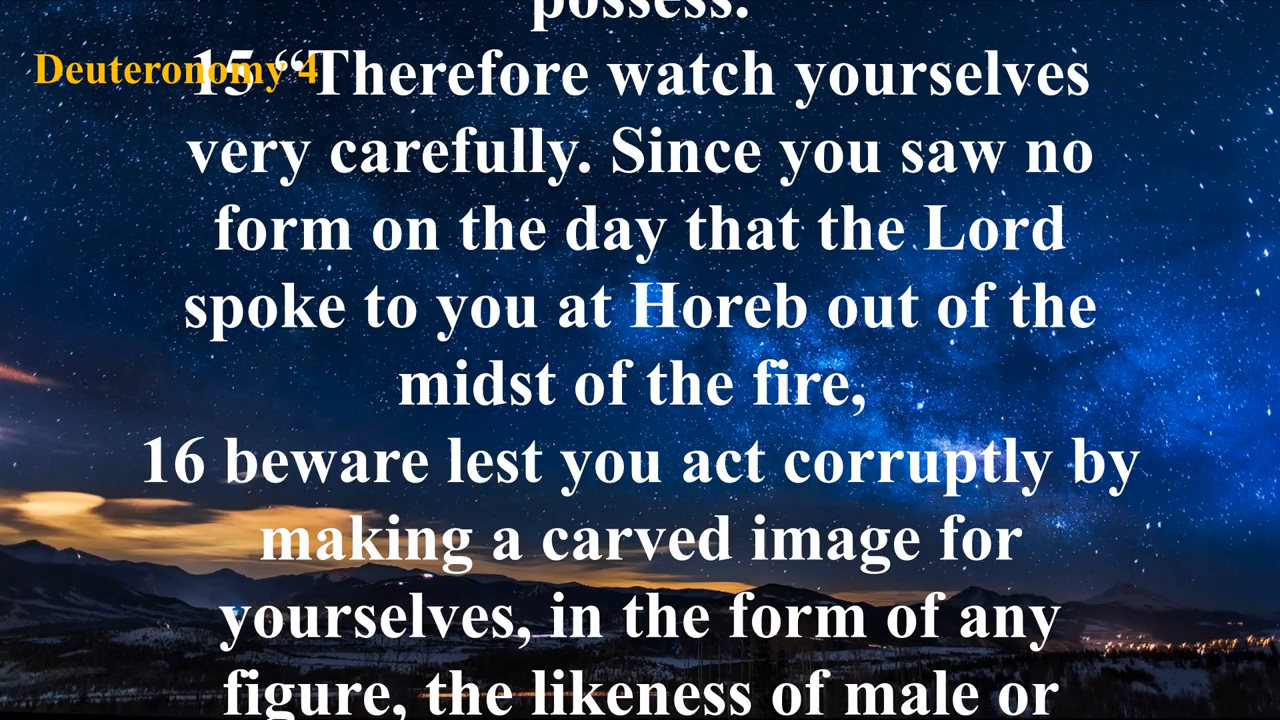 possess.
Deuteronomy 4
15 “Therefore watch yourselves
very carefully. Since you saw no
form on the day that the Lord
spoke to you at Horeb out of the
midst of the fire,
16 beware lest you act corruptly by
making a carved image for
yourselves, in the form of any
figure, the likeness of male or